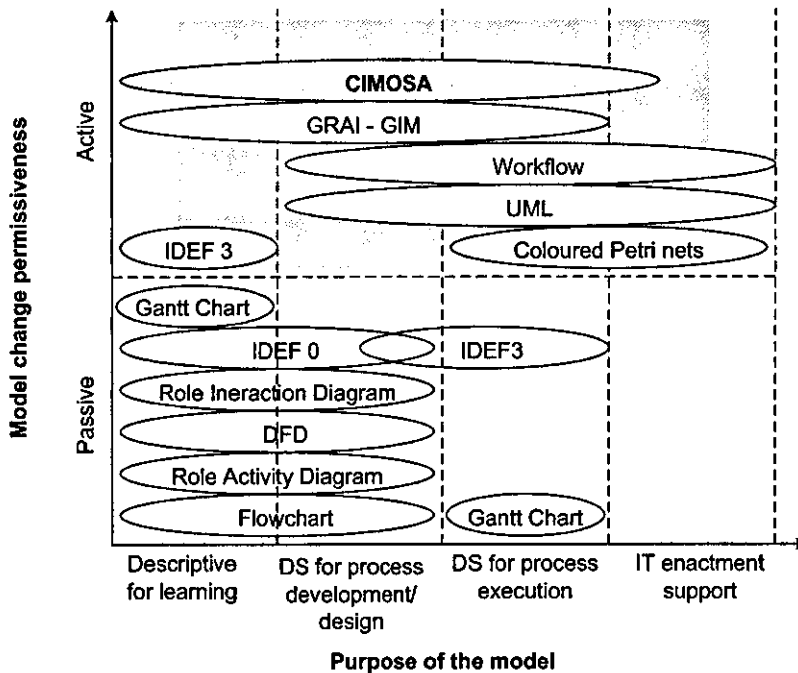 Model change permissiveness
Active
Passive
CIMOSA
GRAI - GIM
Workflow
UML
IDEF 3
Coloured Petri nets
Gantt Chart
IDEF 0
IDEF3
Role Ineraction Diagram
DFD
Role Activity Diagram
Flowchart
Gantt Chart
Descriptive
for learning
DS for process
development/
design
DS for process
execution
IT enactment
support
Purpose of the model